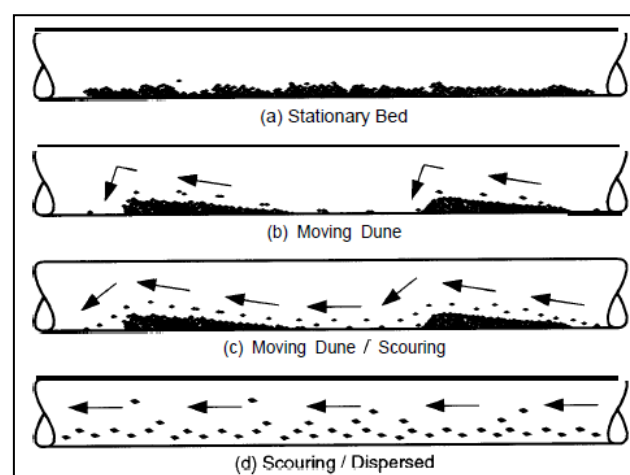 (a) Stationary Bed
(b) Moving Dune
(c) Moving Dune / Scouring
(d) Scouring / Dispersed